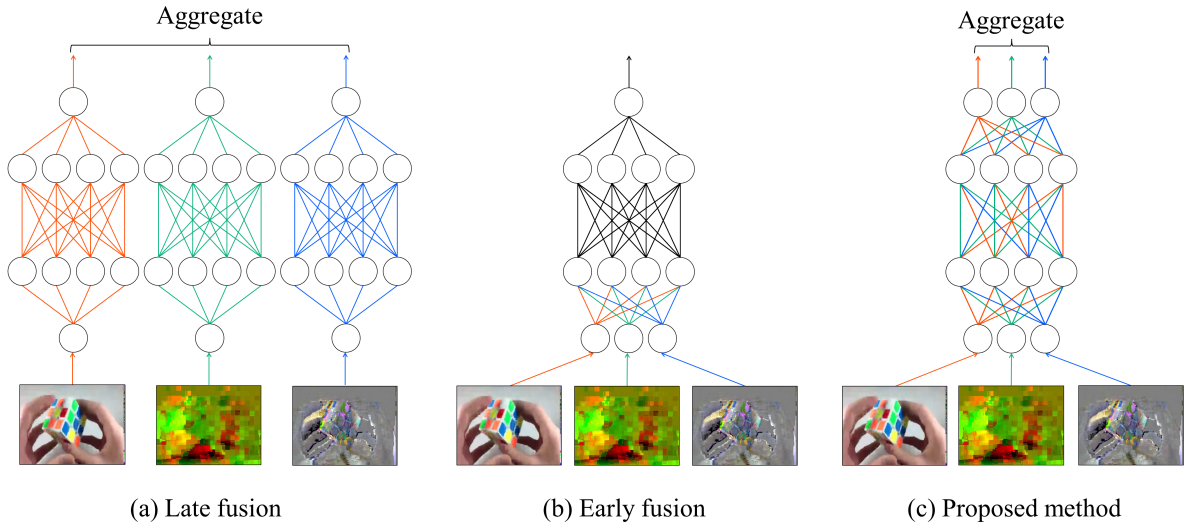 Aggregate
Aggregate
(a) Late fusion
(b) Early fusion
(c) Proposed method